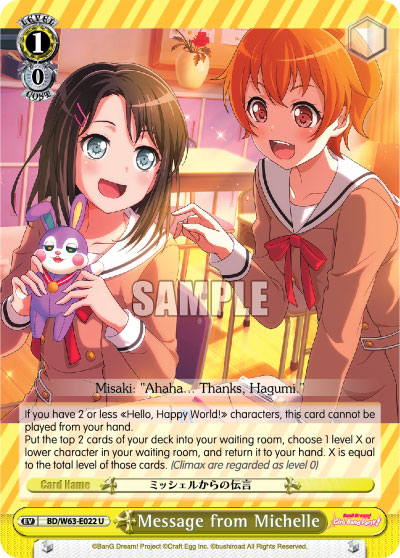 LEVEL
1
0
COST
SAMPLE
Misaki: "Ahaha... Thanks, Hagumi."
If you have 2 or less «Hello, Happy World!» characters, this card cannot be
played from your hand.
Put the top 2 cards of your deck into your waiting room, choose 1 level X or
lower character in your waiting room, and return it to your hand. X is equal
to the total level of those cards. (Climax are regarded as level 0)
Card Name ミッシェルからの伝言
EV BD/W63-E022 U Message from Michelle
BanG Dream! Girls Band Party!
©BanG Dream! Project ©Craft Egg Inc. ©bushiroad All Rights Reserved.